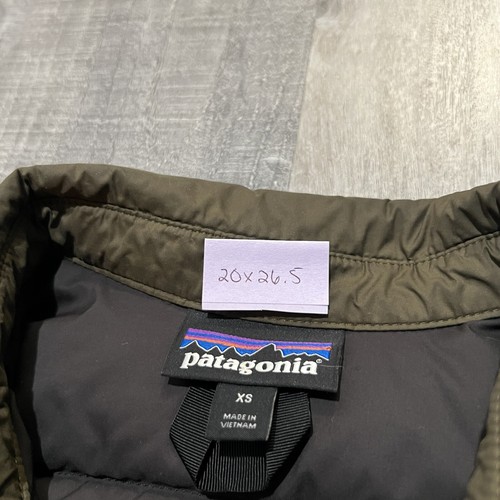 20x26.5
patagonia®
XS
MADE IN
VIETNAM